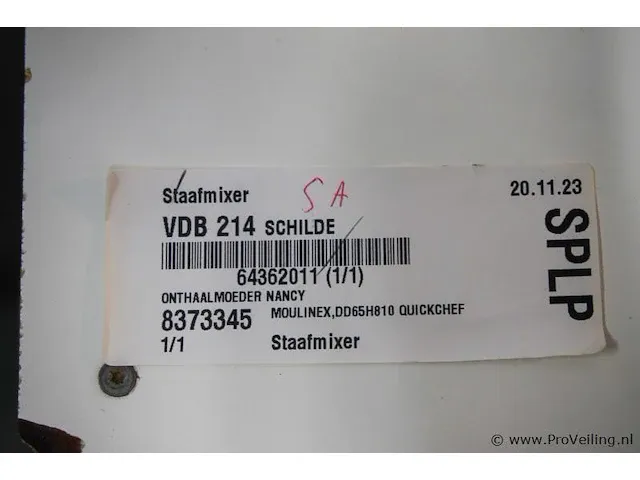 Staafmixer
SA
20.11.23
VDB 214 SCHILDE
SPLP
64362011 (1/1)
ONTHAALMOEDER NANCY
8373345 MOULINEX,DD65H810 QUICKCHEF
1/1 Staafmixer
© www.ProVeiling.nl